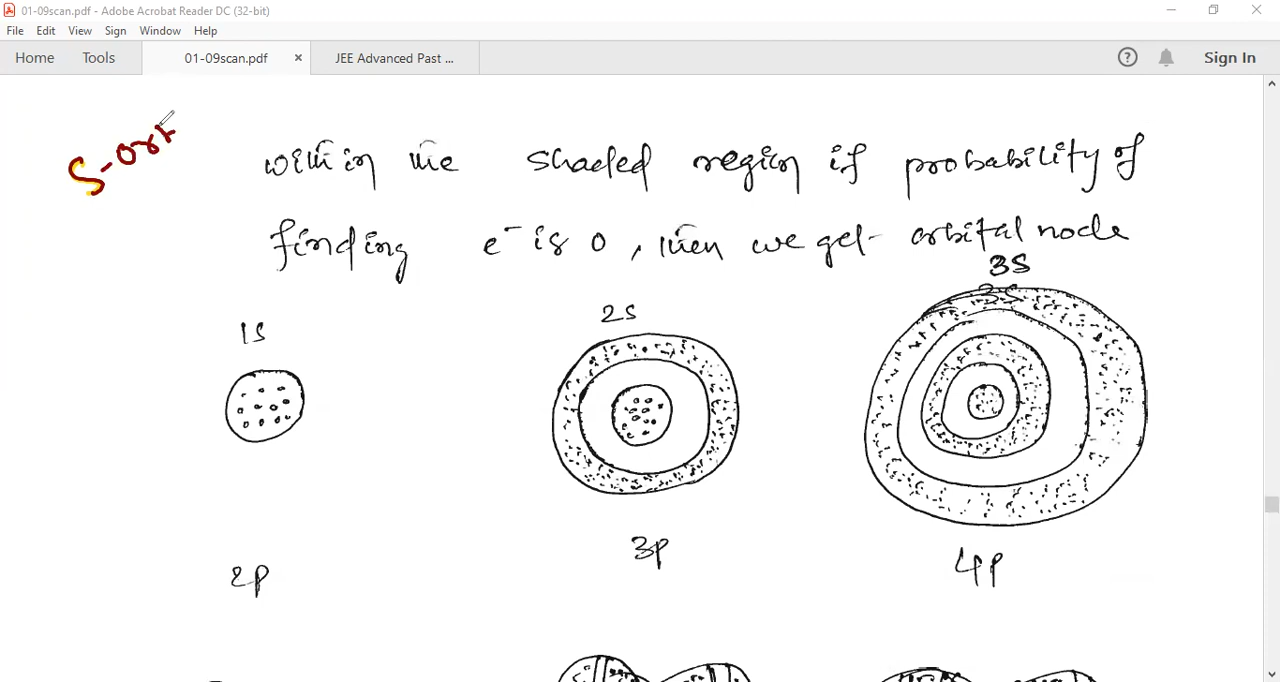 01-09scan.pdf - Adobe Acrobat Reader DC (32-bit)
File Edit View Sign Window Help
Home Tools 01-09scan.pdf × JEE Advanced Past ... ? Sign In
S-orb
within the shaded region if probability of
finding e⁻ is 0, then we get orbital node
3S
3S
1S 2S
2p 3p 4p